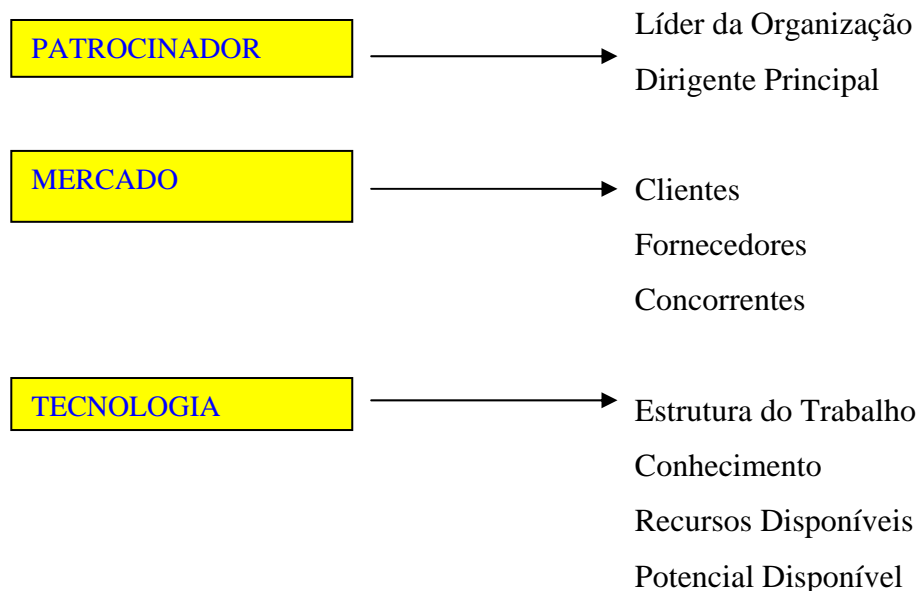 PATROCINADOR
Líder da Organização
Dirigente Principal
MERCADO
Clientes
Fornecedores
Concorrentes
TECNOLOGIA
Estrutura do Trabalho
Conhecimento
Recursos Disponíveis
Potencial Disponível